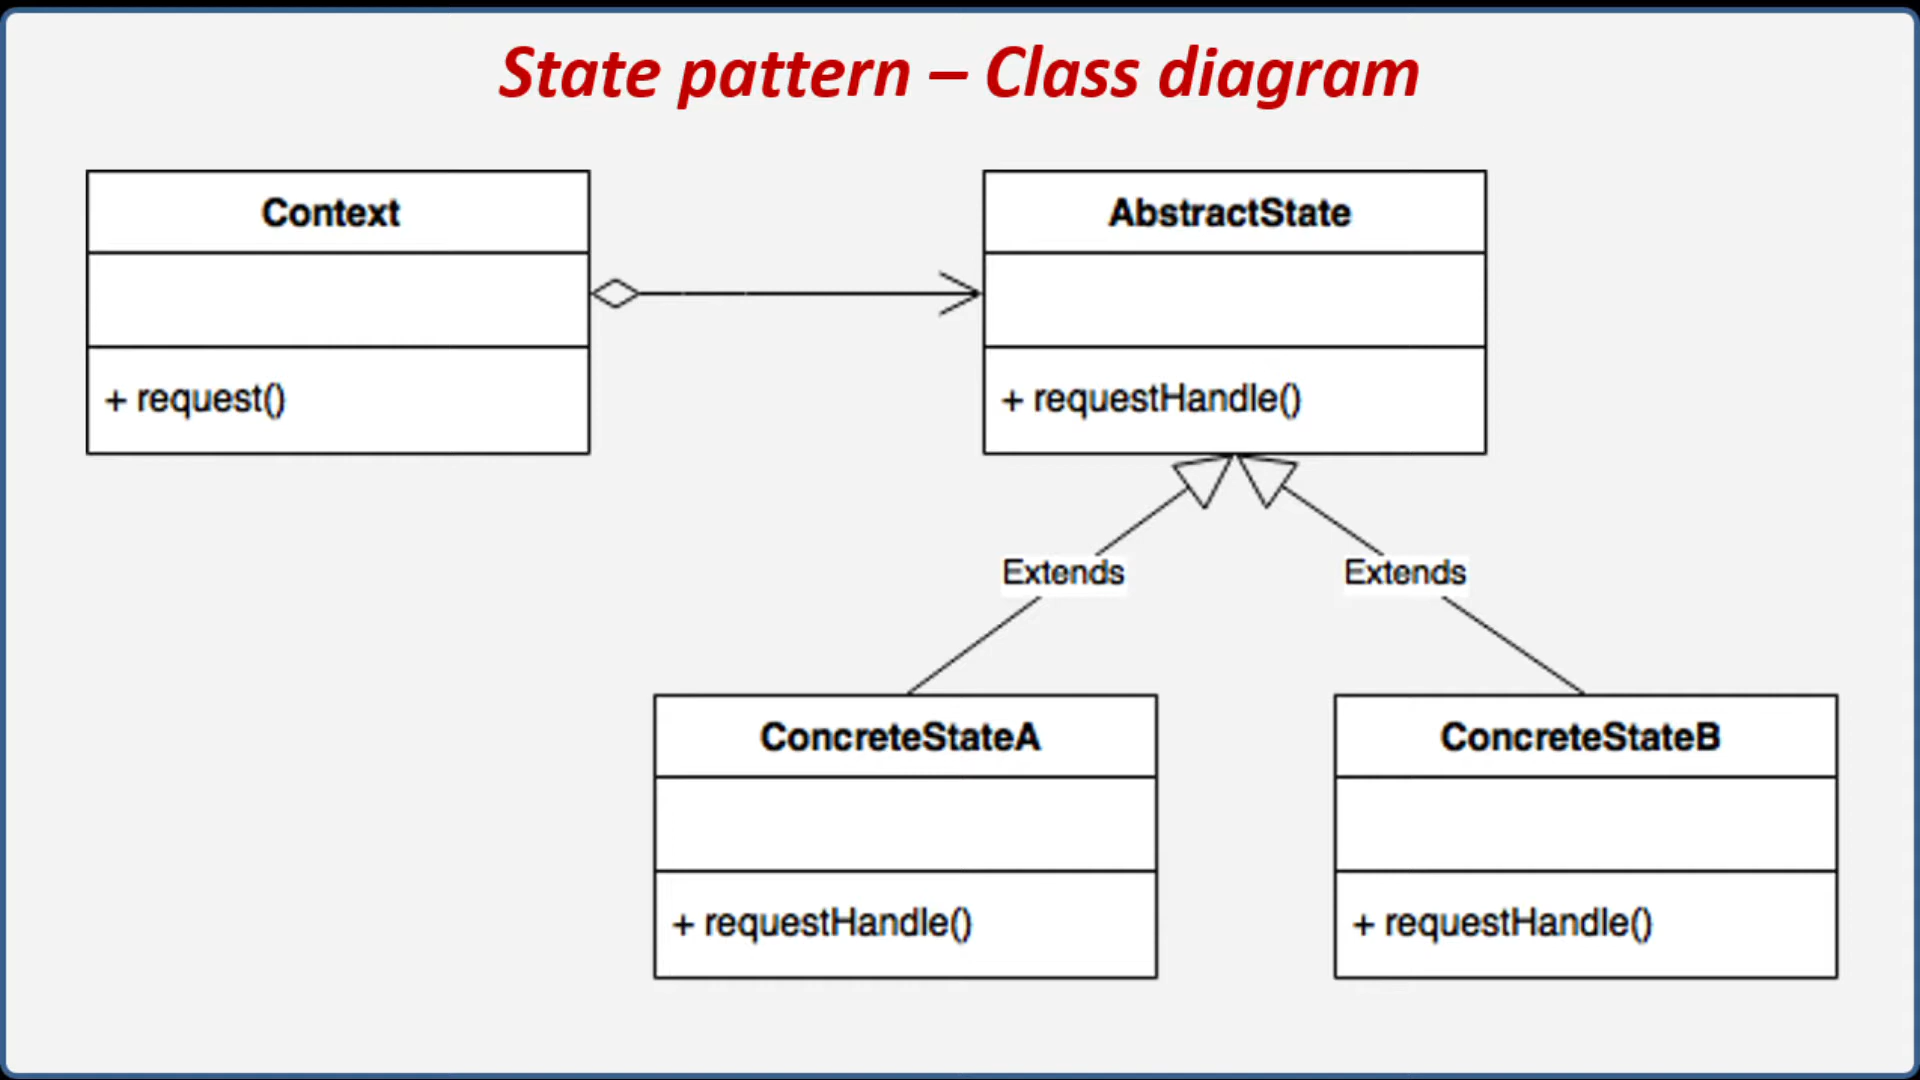 State pattern – Class diagram
Context
+ request()
AbstractState
+ requestHandle()
Extends
Extends
ConcreteStateA
+ requestHandle()
ConcreteStateB
+ requestHandle()